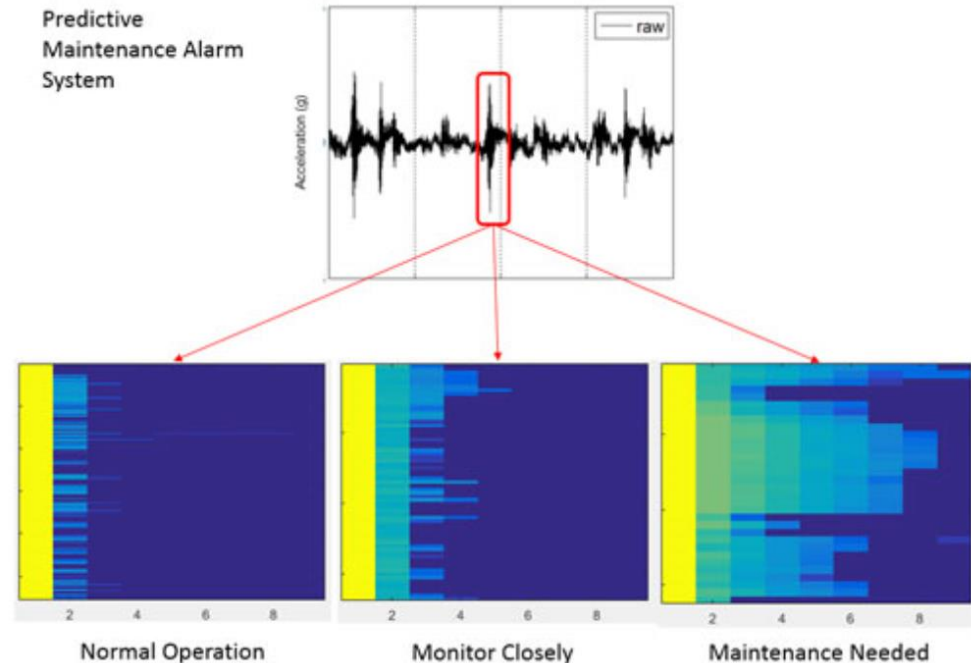 Predictive
Maintenance Alarm
System
raw
Acceleration (g)
2 4 6 8
2 4 6 8
2 4 6 8
Normal Operation
Monitor Closely
Maintenance Needed